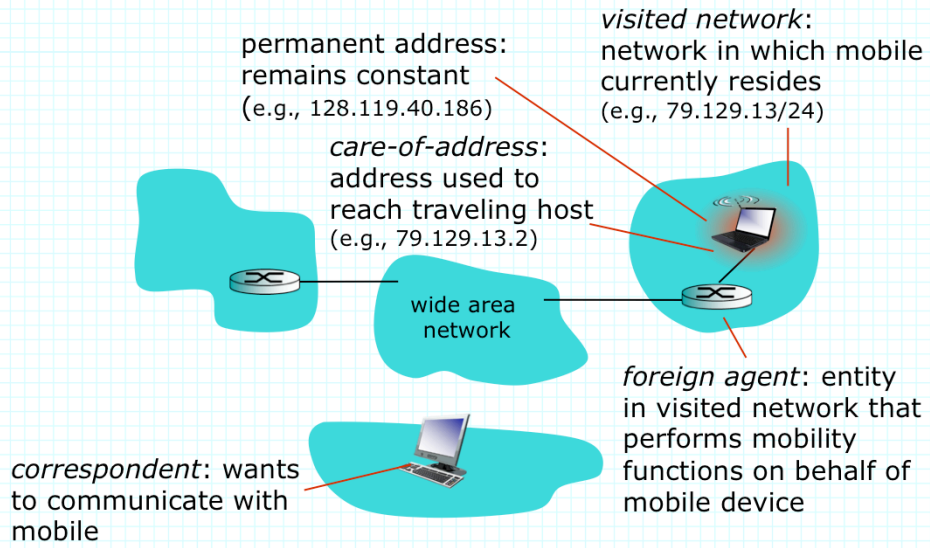 permanent address:
remains constant
(e.g., 128.119.40.186)
visited network:
network in which mobile
currently resides
(e.g., 79.129.13/24)
care-of-address:
address used to
reach traveling host
(e.g., 79.129.13.2)
wide area
network
foreign agent: entity
in visited network that
performs mobility
functions on behalf of
mobile device
correspondent: wants
to communicate with
mobile